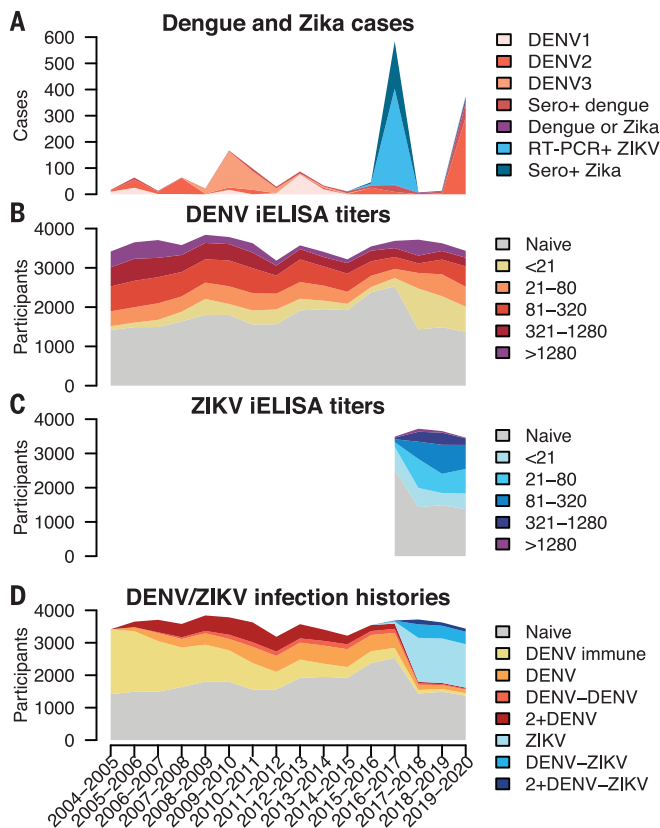 A
Dengue and Zika cases
Cases
600
500
400
300
200
100
0
DENV1
DENV2
DENV3
Sero+ dengue
Dengue or Zika
RT-PCR+ ZIKV
Sero+ Zika
B
DENV iELISA titers
Participants
4000
3000
2000
1000
0
Naive
<21
21–80
81–320
321–1280
>1280
C
ZIKV iELISA titers
Participants
4000
3000
2000
1000
0
Naive
<21
21–80
81–320
321–1280
>1280
D
DENV/ZIKV infection histories
Participants
4000
3000
2000
1000
0
Naive
DENV immune
DENV
DENV–DENV
2+DENV
ZIKV
DENV–ZIKV
2+DENV–ZIKV
2004–2005
2005–2006
2006–2007
2007–2008
2008–2009
2009–2010
2010–2011
2011–2012
2012–2013
2013–2014
2014–2015
2015–2016
2016–2017
2017–2018
2018–2019
2019–2020